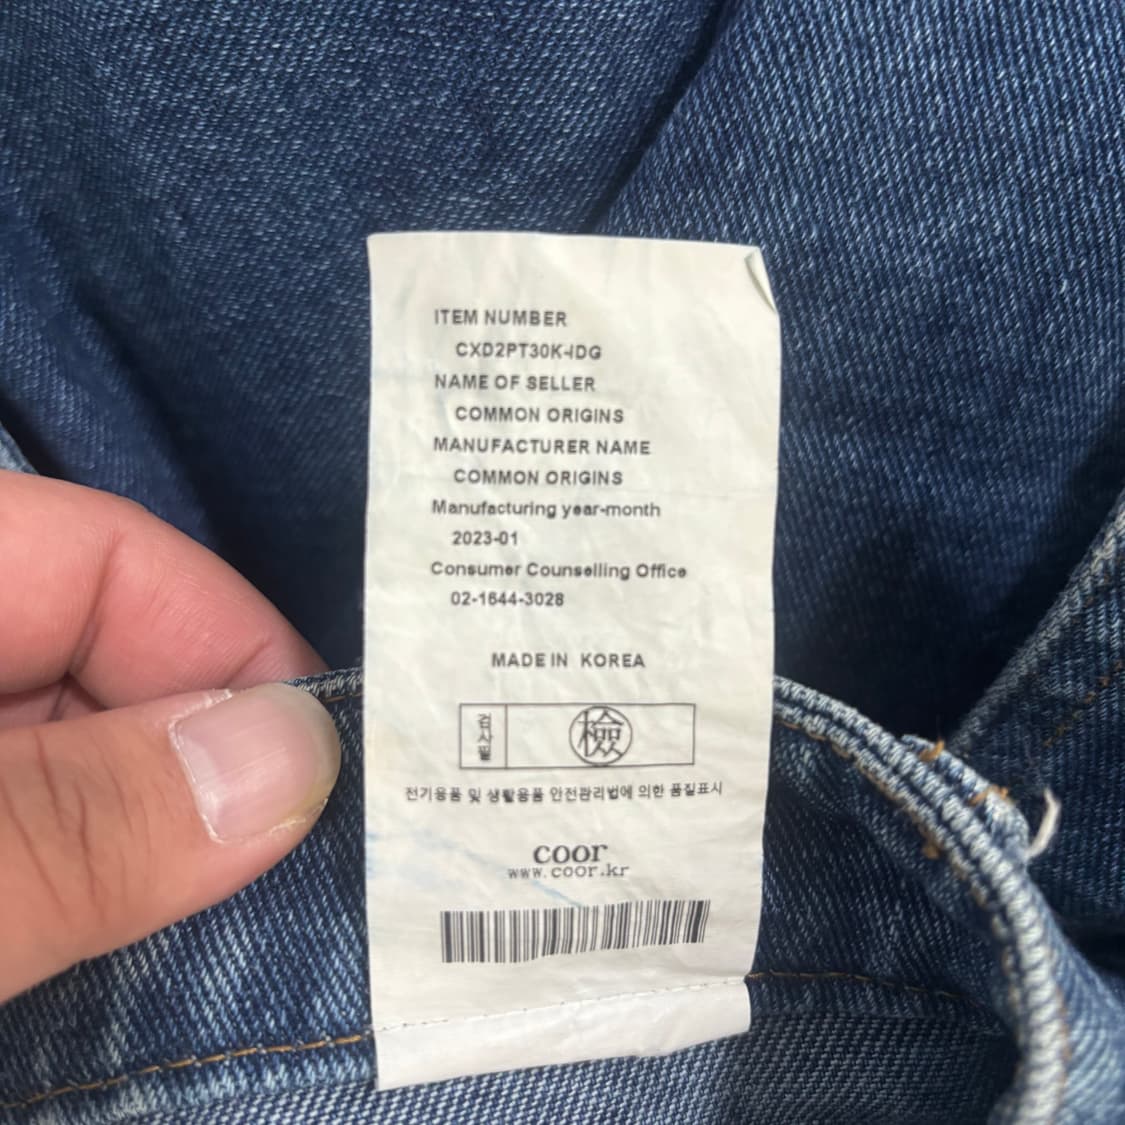 ITEM NUMBER
CXD2PT30K-IDG
NAME OF SELLER
COMMON ORIGINS
MANUFACTURER NAME
COMMON ORIGINS
Manufacturing year-month
2023-01
Consumer Counselling Office
02-1644-3028
MADE IN KOREA
검사필 檢
전기용품 및 생활용품 안전관리법에 의한 품질표시
coor
www.coor.kr